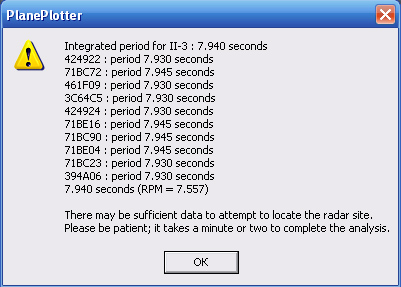 PlanePlotter
Integrated period for II-3 : 7.940 seconds
424922 : period 7.930 seconds
71BC72 : period 7.945 seconds
461F09 : period 7.930 seconds
3C64C5 : period 7.930 seconds
424924 : period 7.930 seconds
71BE16 : period 7.945 seconds
71BC90 : period 7.945 seconds
71BE04 : period 7.945 seconds
71BC23 : period 7.930 seconds
394A06 : period 7.930 seconds
7.940 seconds (RPM = 7.557)
There may be sufficient data to attempt to locate the radar site.
Please be patient; it takes a minute or two to complete the analysis.
OK